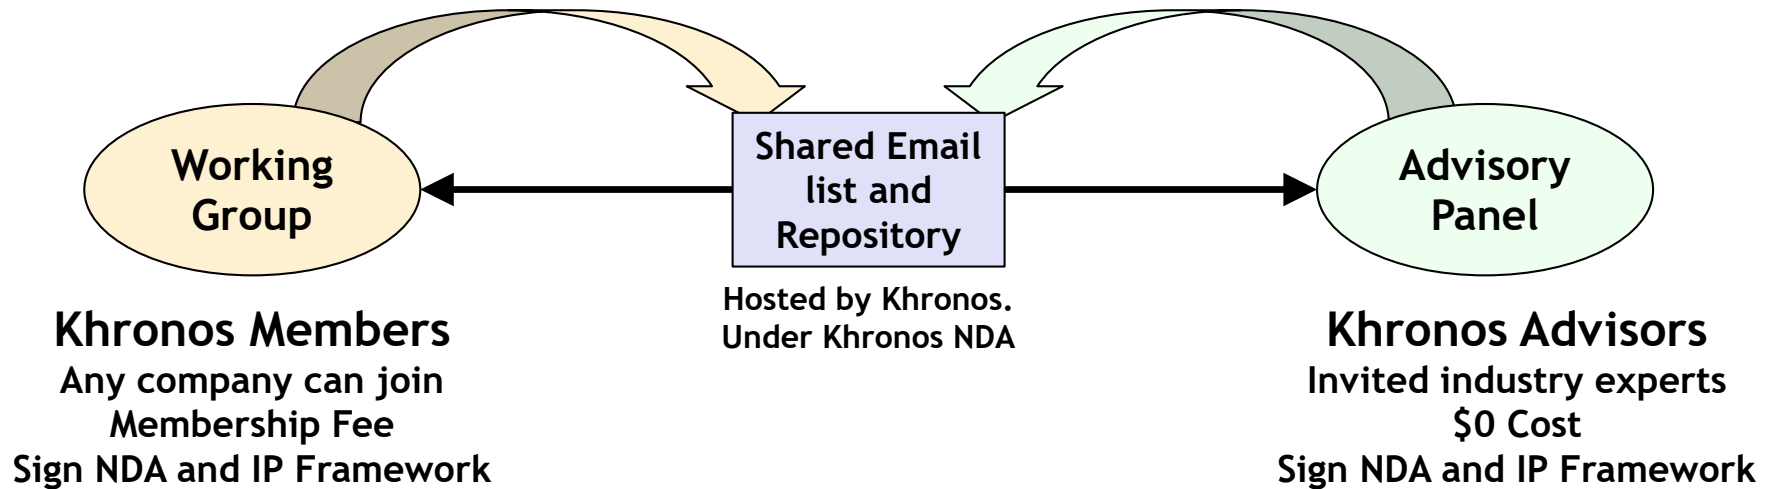 Working
Group
Shared Email
list and
Repository
Advisory
Panel
Hosted by Khronos.
Under Khronos NDA
Khronos Members
Any company can join
Membership Fee
Sign NDA and IP Framework
Khronos Advisors
Invited industry experts
$0 Cost
Sign NDA and IP Framework